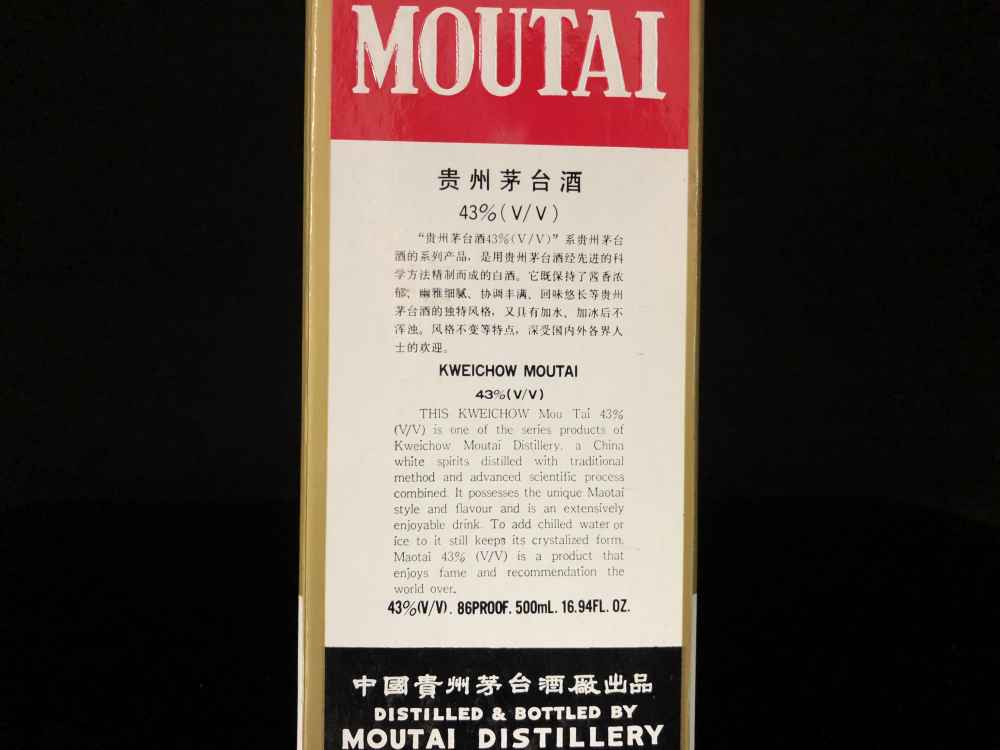 MOUTAI
贵州茅台酒
43%(V/V)
“贵州茅台酒43%(V/V)”系贵州茅台
酒的系列产品，是用贵州茅台酒经先进的科
学方法精制而成的白酒。它既保持了酱香浓
郁、幽雅细腻、协调丰满、回味悠长等贵州
茅台酒的独特风格，又具有加水、加冰后不
浑浊。风格不变等特点，深受国内外各界人
士的欢迎。
KWEICHOW MOUTAI
43%(V/V)
THIS KWEICHOW Mou Tai 43%
(V/V) is one of the series products of
Kweichow Moutai Distillery, a China
white spirits distilled with traditional
method and advanced scientific process
combined. It possesses the unique Maotai
style and flavour and is an extensively
enjoyable drink. To add chilled water or
ice to it still keeps its crystalized form.
Maotai 43% (V/V) is a product that
enjoys fame and recommendation the
world over.
43%(V/V). 86PROOF. 500mL. 16.94FL. OZ.
中國貴州茅台酒廠出品
DISTILLED & BOTTLED BY
MOUTAI DISTILLERY